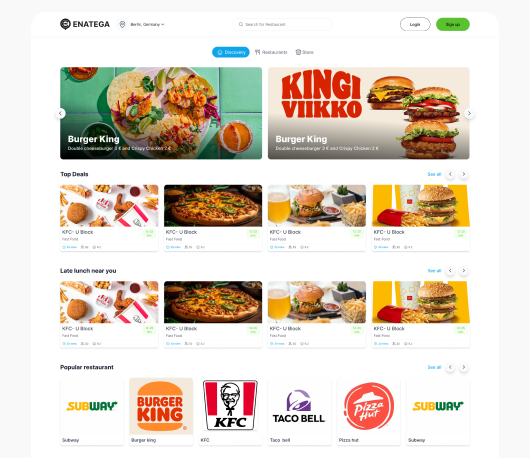 ENATEGA
Berlin, Germany
Search for Restaurant
Login
Sign up
Discovery
Restaurants
Store
KINGI
VIIKKO
Burger King
Double cheeseburger 3 € and Crispy Chicken 2 €
Burger King
Double cheeseburger 3 € and Crispy Chicken 2 €
Top Deals
See all
KFC- U Block
Fast Food
KFC- U Block
Fast Food
KFC- U Block
Fast Food
KFC- U Block
Fast Food
Late lunch near you
See all
KFC- U Block
Fast Food
KFC- U Block
Fast Food
KFC- U Block
Fast Food
KFC- U Block
Fast Food
Popular restaurant
See all
SUBWAY
BURGER
KING
KFC
TACO BELL
Pizza
Hut
SUBWAY
Subway
Burger king
KFC
Taco bell
Pizza hut
Subway